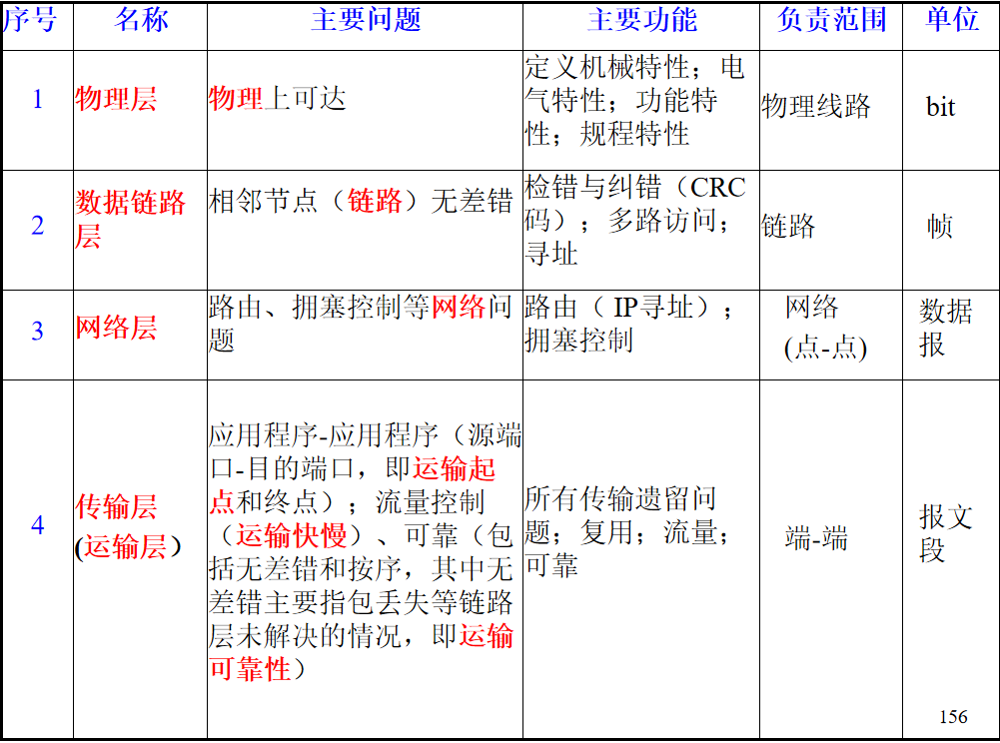 序号 名称 主要问题 主要功能 负责范围 单位
1 物理层 物理上可达 定义机械特性；电
气特性；功能特
性；规程特性 物理线路 bit
2 数据链路
层 相邻节点（链路）无差错 检错与纠错（CRC
码）；多路访问；
寻址 链路 帧
3 网络层 路由、拥塞控制等网络问
题 路由（ IP寻址）；
拥塞控制 网络
(点-点) 数据
报
4 传输层
(运输层） 应用程序-应用程序（源端
口-目的端口，即运输起
点和终点）；流量控制
（运输快慢）、可靠（包
括无差错和按序，其中无
差错主要指包丢失等链路
层未解决的情况，即运输
可靠性） 所有传输遗留问
题；复用；流量；
可靠 端-端 报文
段
156